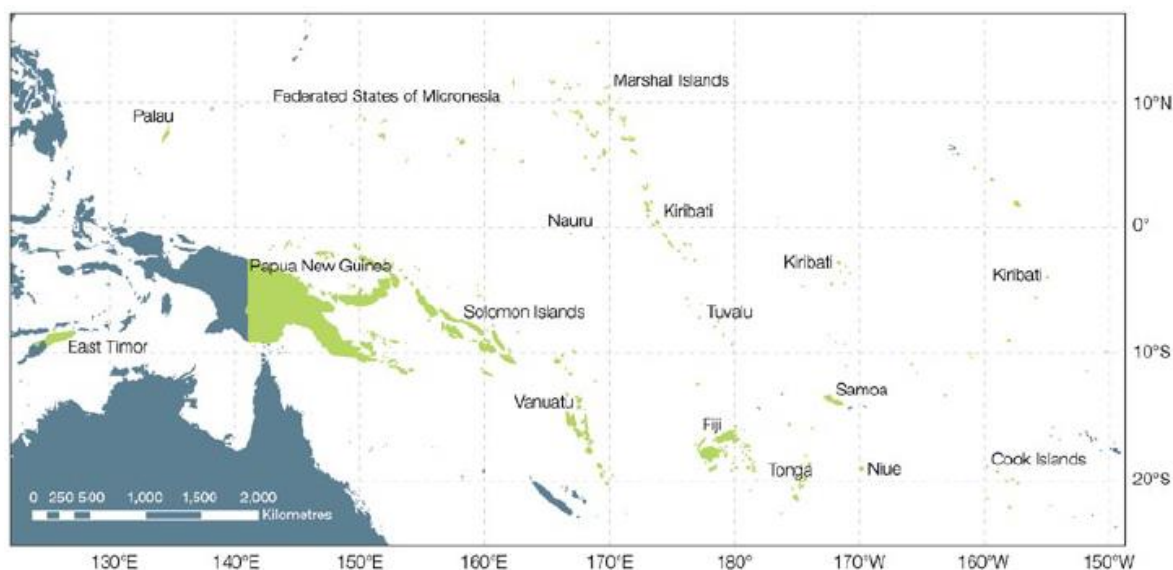 Marshall Islands
Federated States of Micronesia
10°N
Palau
Nauru
Kiribati
0°
Papua New Guinea
Kiribati
Kiribati
Solomon Islands
Tuvalu
East Timor
10°S
Samoa
Vanuatu
Fiji
Tonga
Niue
Cook Islands
20°S
0 250 500 1,000 1,500 2,000
Kilometres
130°E 140°E 150°E 160°E 170°E 180° 170°W 160°W 150°W